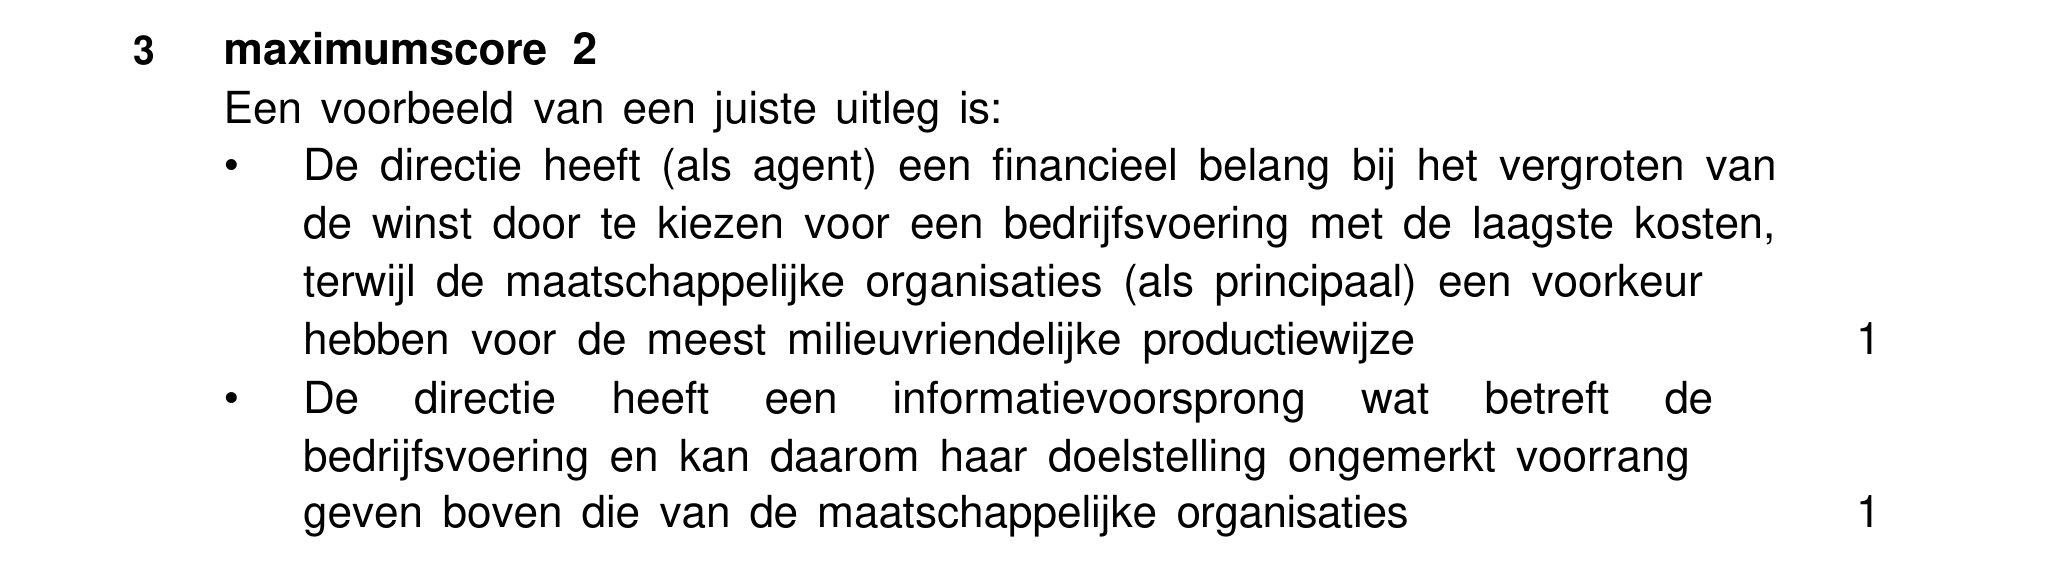 3 maximumscore 2
Een voorbeeld van een juiste uitleg is:
• De directie heeft (als agent) een financieel belang bij het vergroten van
de winst door te kiezen voor een bedrijfsvoering met de laagste kosten,
terwijl de maatschappelijke organisaties (als principaal) een voorkeur
hebben voor de meest milieuvriendelijke productiewijze 1
• De directie heeft een informatievoorsprong wat betreft de
bedrijfsvoering en kan daarom haar doelstelling ongemerkt voorrang
geven boven die van de maatschappelijke organisaties 1